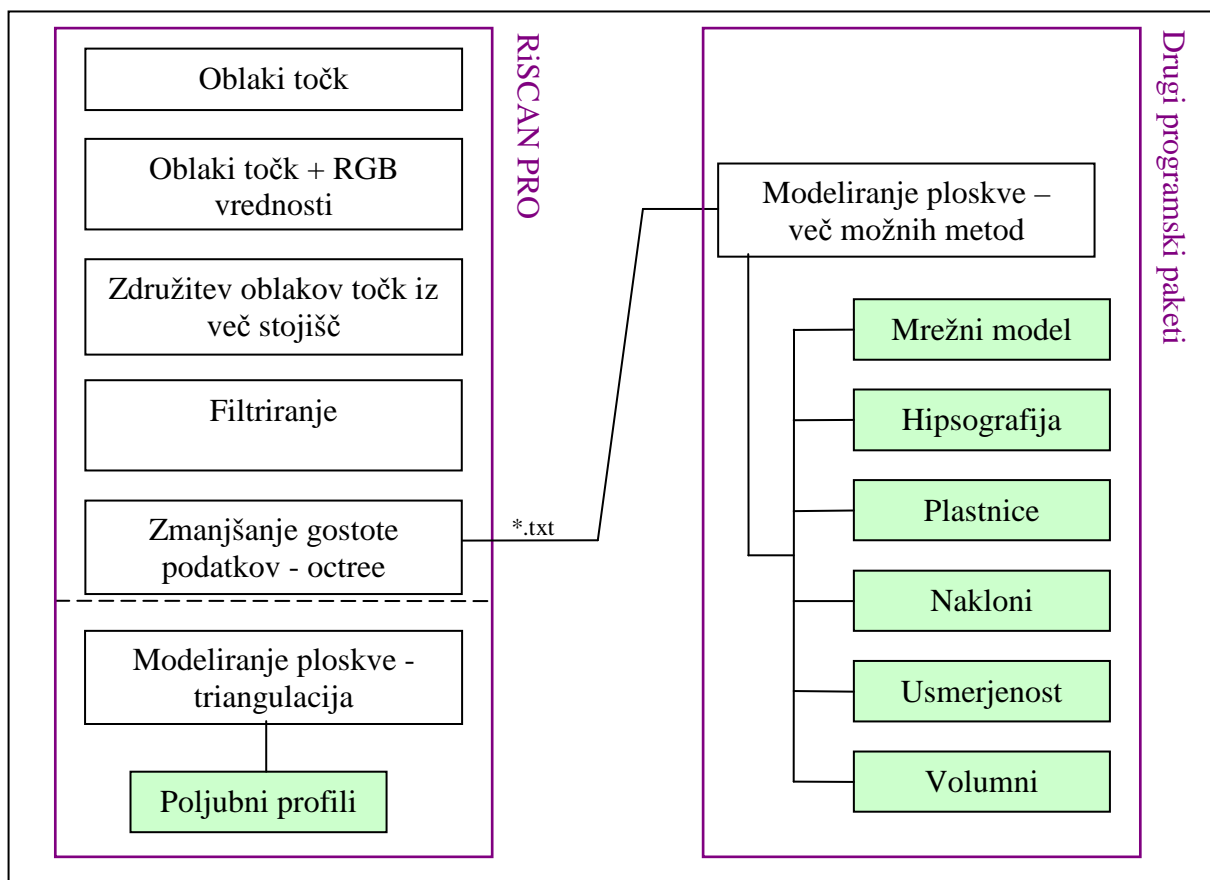 RiSCAN PRO
Oblaki točk
Oblaki točk + RGB
vrednosti
Združitev oblakov točk iz
več stojišč
Filtriranje
Zmanjšanje gostote
podatkov - octree
*.txt
Modeliranje ploskve -
triangulacija
Poljubni profili
Drugi programski paketi
Modeliranje ploskve –
več možnih metod
Mrežni model
Hipsografija
Plastnice
Nakloni
Usmerjenost
Volumni